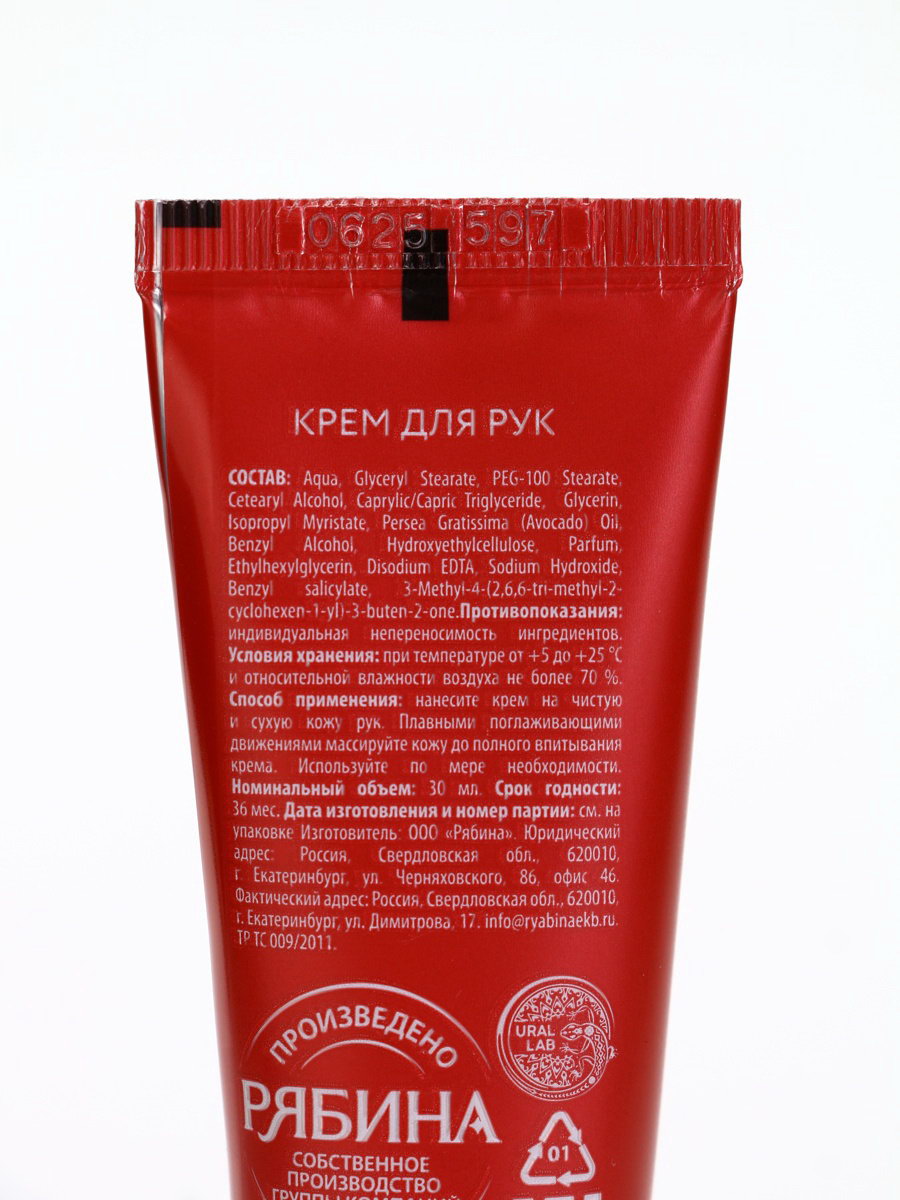 0625 597
КРЕМ ДЛЯ РУК
СОСТАВ: Aqua, Glyceryl Stearate, PEG-100 Stearate,
Cetearyl Alcohol, Caprylic/Capric Triglyceride, Glycerin,
Isopropyl Myristate, Persea Gratissima (Avocado) Oil,
Benzyl Alcohol, Hydroxyethylcellulose, Parfum,
Ethylhexylglycerin, Disodium EDTA, Sodium Hydroxide,
Benzyl salicylate, 3-Methyl-4-(2,6,6-tri-methyl-2-
cyclohexen-1-yl)-3-buten-2-one.Противопоказания:
индивидуальная непереносимость ингредиентов.
Условия хранения: при температуре от +5 до +25 °С
и относительной влажности воздуха не более 70 %.
Способ применения: нанесите крем на чистую
и сухую кожу рук. Плавными поглаживающими
движениями массируйте кожу до полного впитывания
крема. Используйте по мере необходимости.
Номинальный объем: 30 мл. Срок годности:
36 мес. Дата изготовления и номер партии: см. на
упаковке Изготовитель: ООО «Рябина». Юридический
адрес: Россия, Свердловская обл., 620010,
г. Екатеринбург, ул. Черняховского, 86, офис 46.
Фактический адрес: Россия, Свердловская обл., 620010,
г. Екатеринбург, ул. Димитрова, 17. info@ryabinaekb.ru.
ТР ТС 009/2011.
ПРОИЗВЕДЕНО
РЯБИНА
СОБСТВЕННОЕ
ПРОИЗВОДСТВО
ГРУППЫ КОМПАНИЙ
URAL
LAB
01